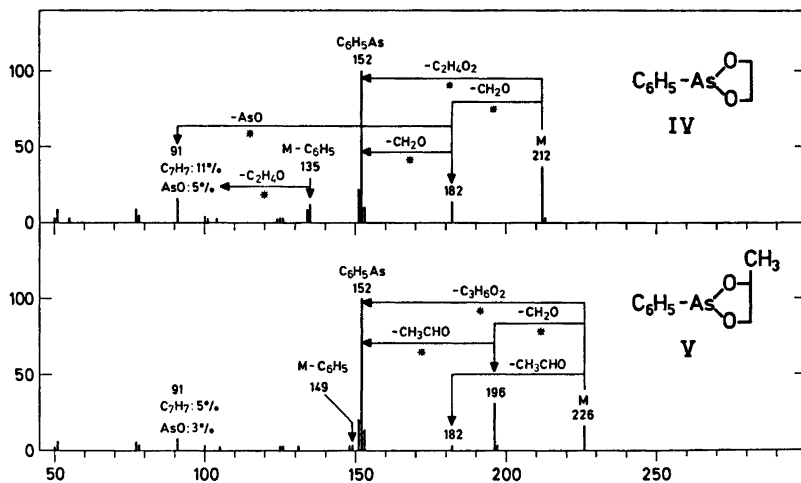 C₆H₅As
152
-C₂H₄O₂
*
-CH₂O
*
-AsO
*
-CH₂O
*
91
C₇H₇: 11%
AsO: 5%
M-C₆H₅
135
-C₂H₄O
*
182
M
212
C₆H₅-As
O
O
IV
100
50
0
C₆H₅As
152
-C₃H₆O₂
*
-CH₂O
*
-CH₃CHO
*
-CH₃CHO
M-C₆H₅
149
91
C₇H₇: 5%
AsO: 3%
182
196
M
226
CH₃
C₆H₅-As
O
O
V
100
50
0
50 100 150 200 250